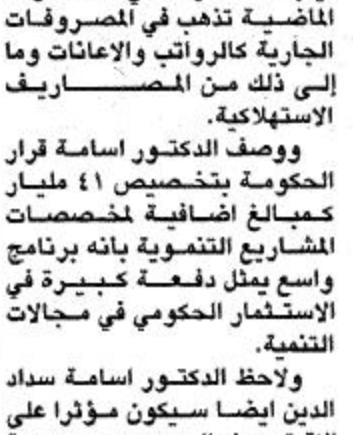 الماضية تذهب في المصروفات
الجارية كالرواتب والاعانات وما
إلى ذلك من المصاريف
الاستهلاكية.
ووصف الدكتور اسامة قرار
الحكومة بتخصيص ٤١ مليار
كمبالغ اضافية لمخصصات
المشاريع التنموية بأنه برنامج
واسع يمثل دفعة كبيرة في
الاستثمار الحكومي في مجالات
التنمية.
ولاحظ الدكتور اسامة سداد
الدين ايضا سيكون مؤثرا على